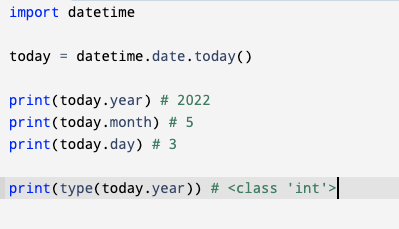 import datetime
today = datetime.date.today()
print(today.year) # 2022
print(today.month) # 5
print(today.day) # 3
print(type(today.year)) # <class 'int'>